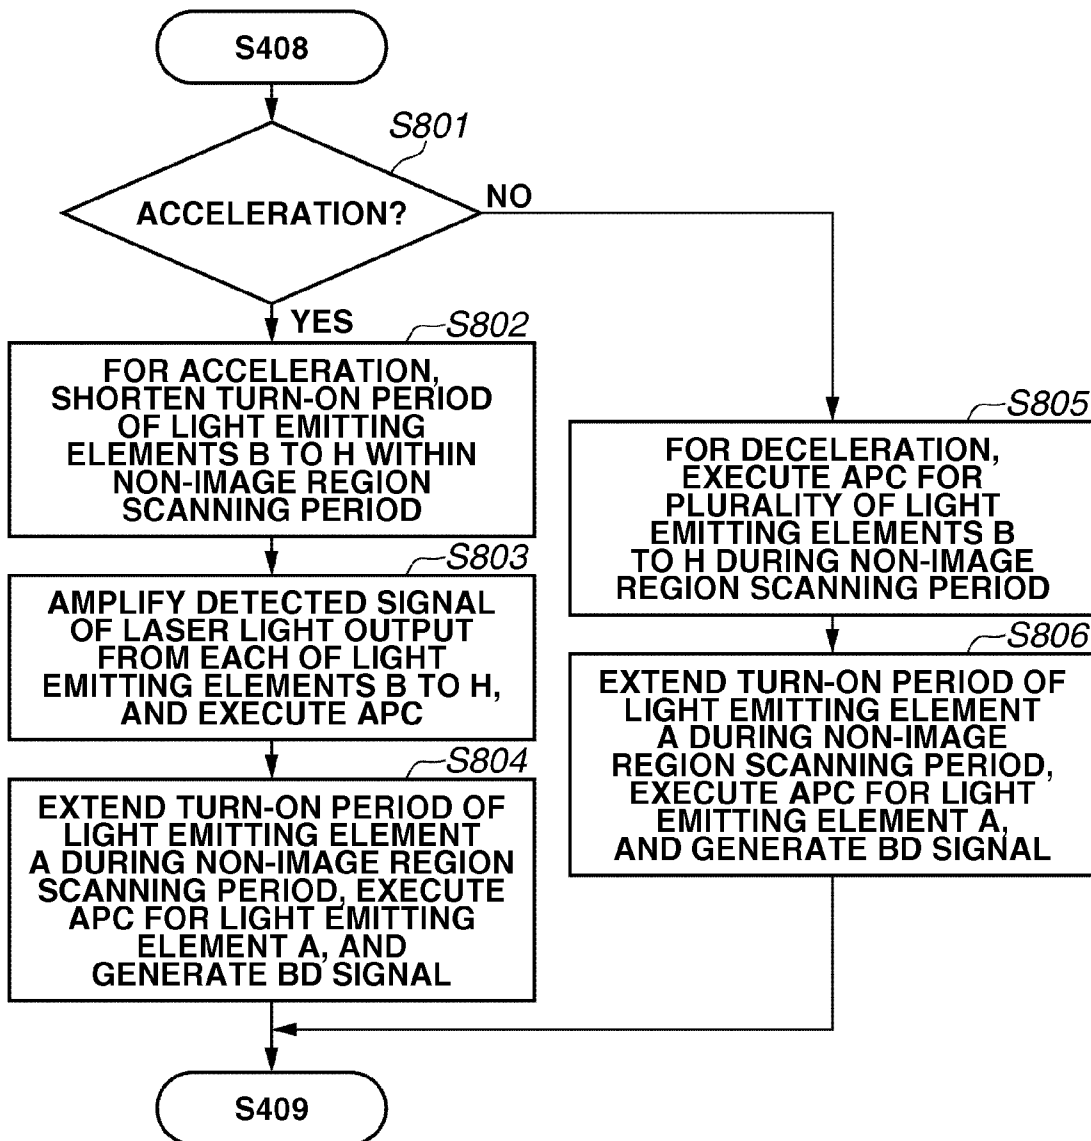 S408
S801
ACCELERATION?
NO
YES
S802
FOR ACCELERATION,
SHORTEN TURN-ON PERIOD
OF LIGHT EMITTING
ELEMENTS B TO H WITHIN
NON-IMAGE REGION
SCANNING PERIOD
S803
AMPLIFY DETECTED SIGNAL
OF LASER LIGHT OUTPUT
FROM EACH OF LIGHT
EMITTING ELEMENTS B TO H,
AND EXECUTE APC
S804
EXTEND TURN-ON PERIOD OF
LIGHT EMITTING ELEMENT
A DURING NON-IMAGE REGION
SCANNING PERIOD, EXECUTE
APC FOR LIGHT EMITTING
ELEMENT A, AND
GENERATE BD SIGNAL
S805
FOR DECELERATION,
EXECUTE APC FOR
PLURALITY OF LIGHT
EMITTING ELEMENTS B
TO H DURING NON-IMAGE
REGION SCANNING PERIOD
S806
EXTEND TURN-ON PERIOD OF
LIGHT EMITTING ELEMENT
A DURING NON-IMAGE
REGION SCANNING PERIOD,
EXECUTE APC FOR LIGHT
EMITTING ELEMENT A,
AND GENERATE BD SIGNAL
S409